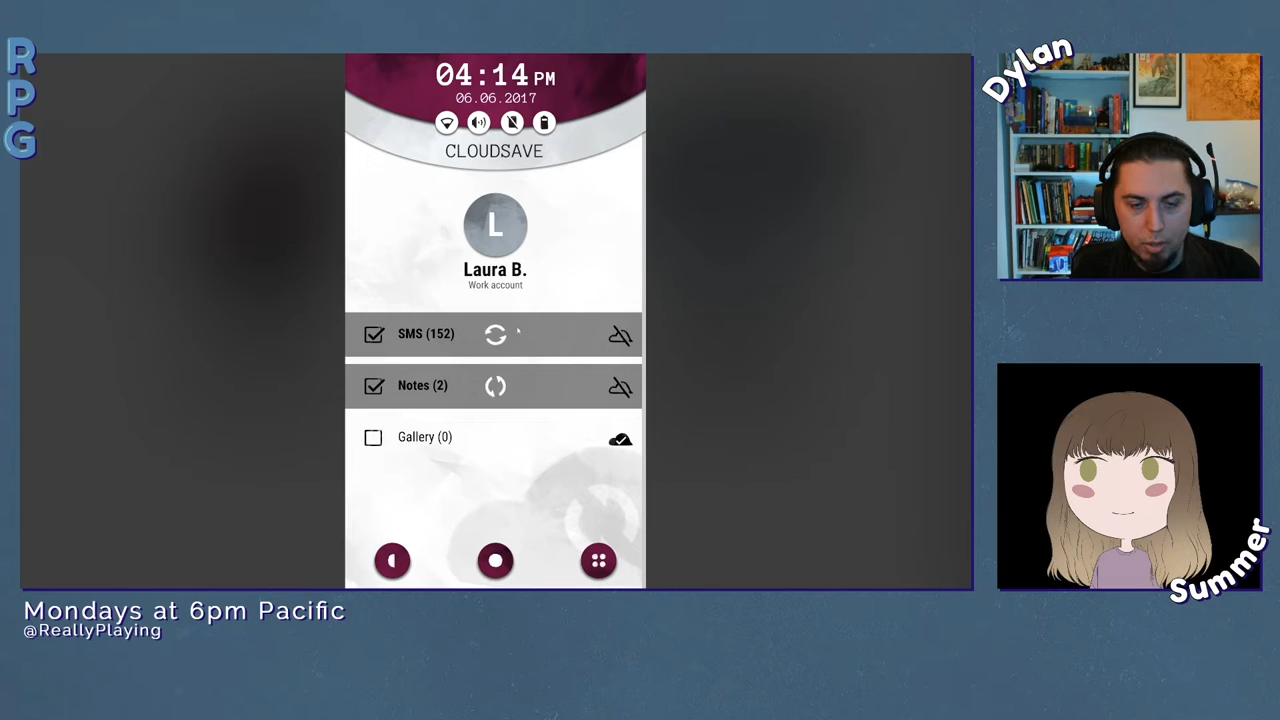 RPG
04:14 PM
06.06.2017
CLOUDSAVE
L
Laura B.
Work account
SMS (152)
Notes (2)
Gallery (0)
Dylan
Summer
Mondays at 6pm Pacific
@ReallyPlaying